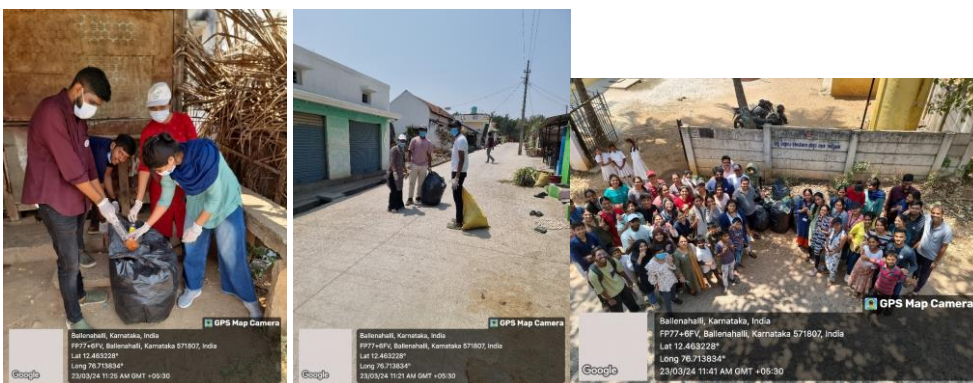 GPS Map Camera
Ballenahalli, Karnataka, India
FP77+6FV, Ballenahalli, Karnataka 571807, India
Lat 12.463228°
Long 76.713834°
23/03/24 11:25 AM GMT +05:30
Google
GPS Map Camera
Ballenahalli, Karnataka, India
FP77+6FV, Ballenahalli, Karnataka 571807, India
Lat 12.463228°
Long 76.713834°
23/03/24 11:21 AM GMT +05:30
Google
GPS Map Camera
Ballenahalli, Karnataka, India
FP77+6FV, Ballenahalli, Karnataka 571807, India
Lat 12.463228°
Long 76.713834°
23/03/24 11:41 AM GMT +05:30
Google